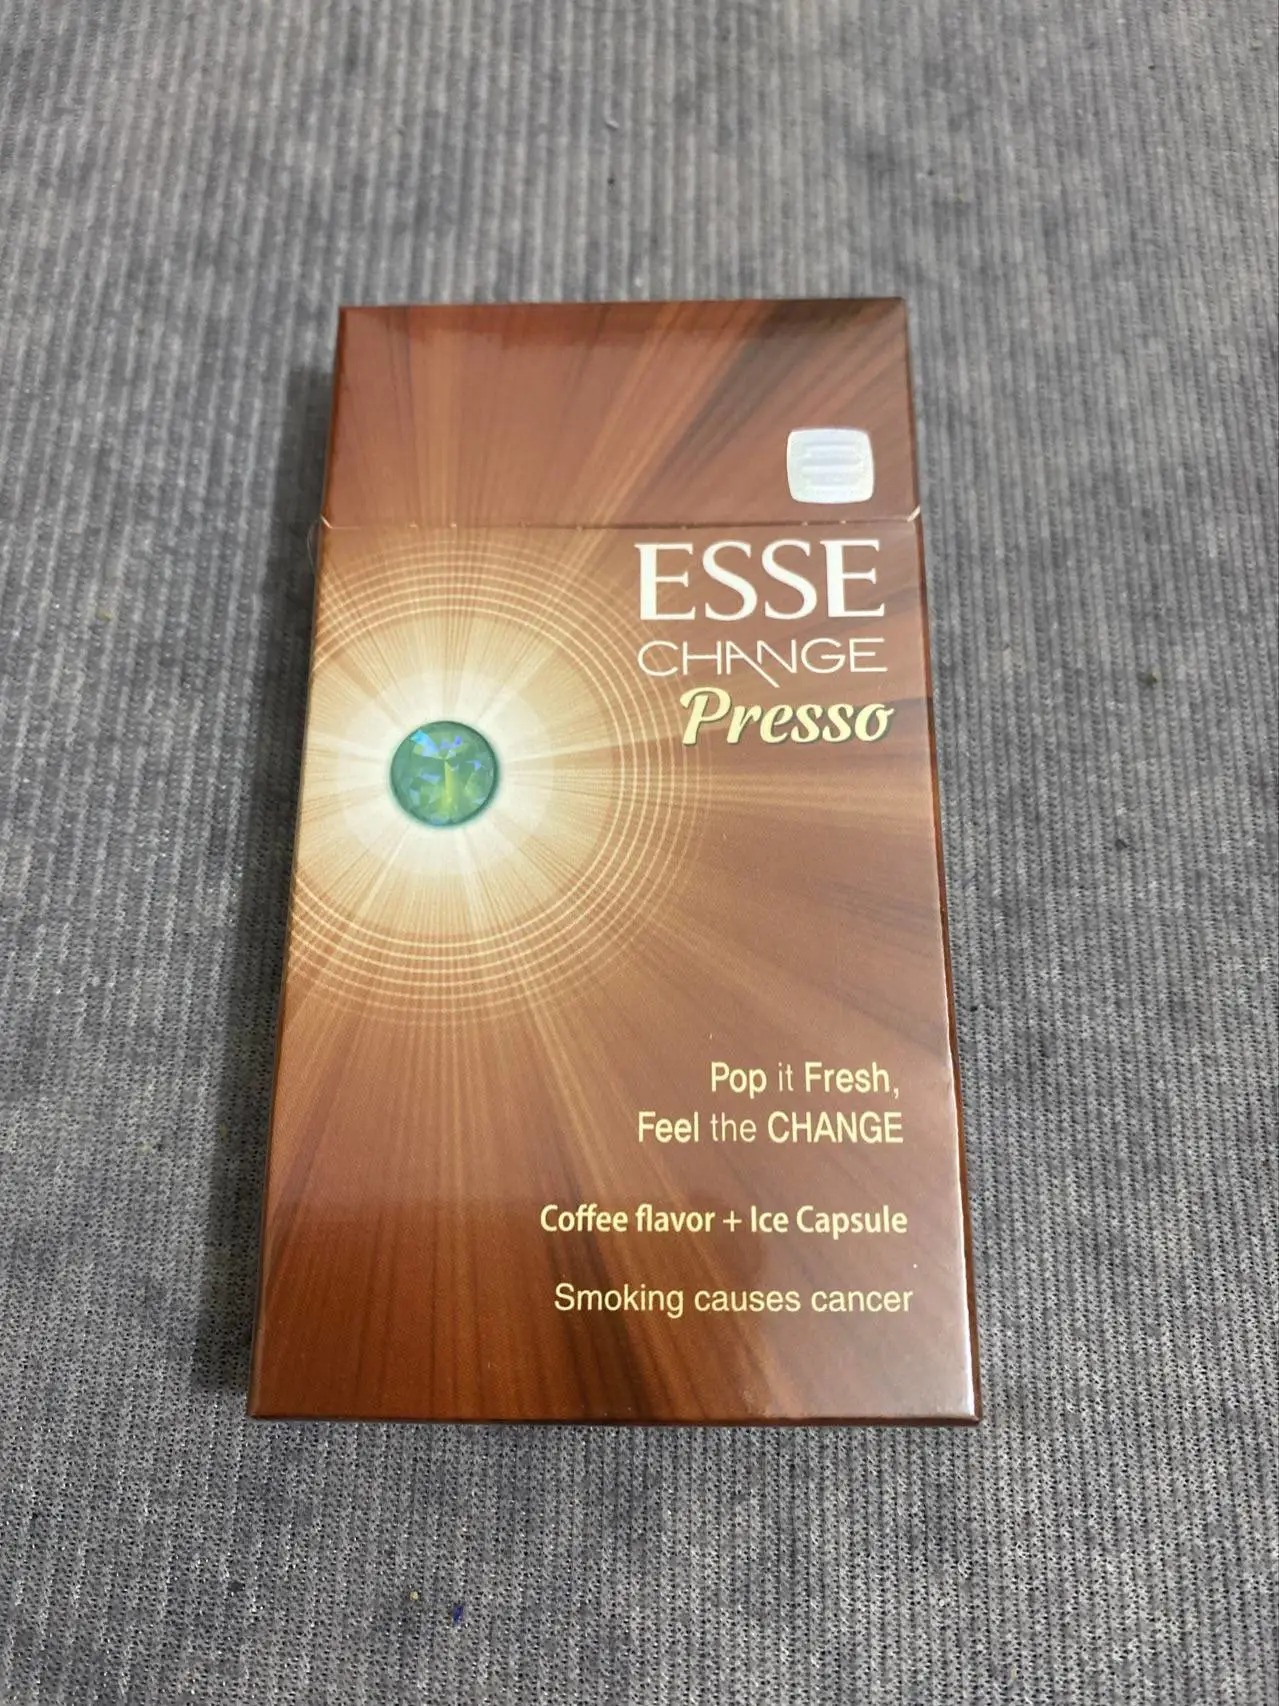 ESSE
CHANGE
Presso
Pop it Fresh,
Feel the CHANGE
Coffee flavor + Ice Capsule
Smoking causes cancer